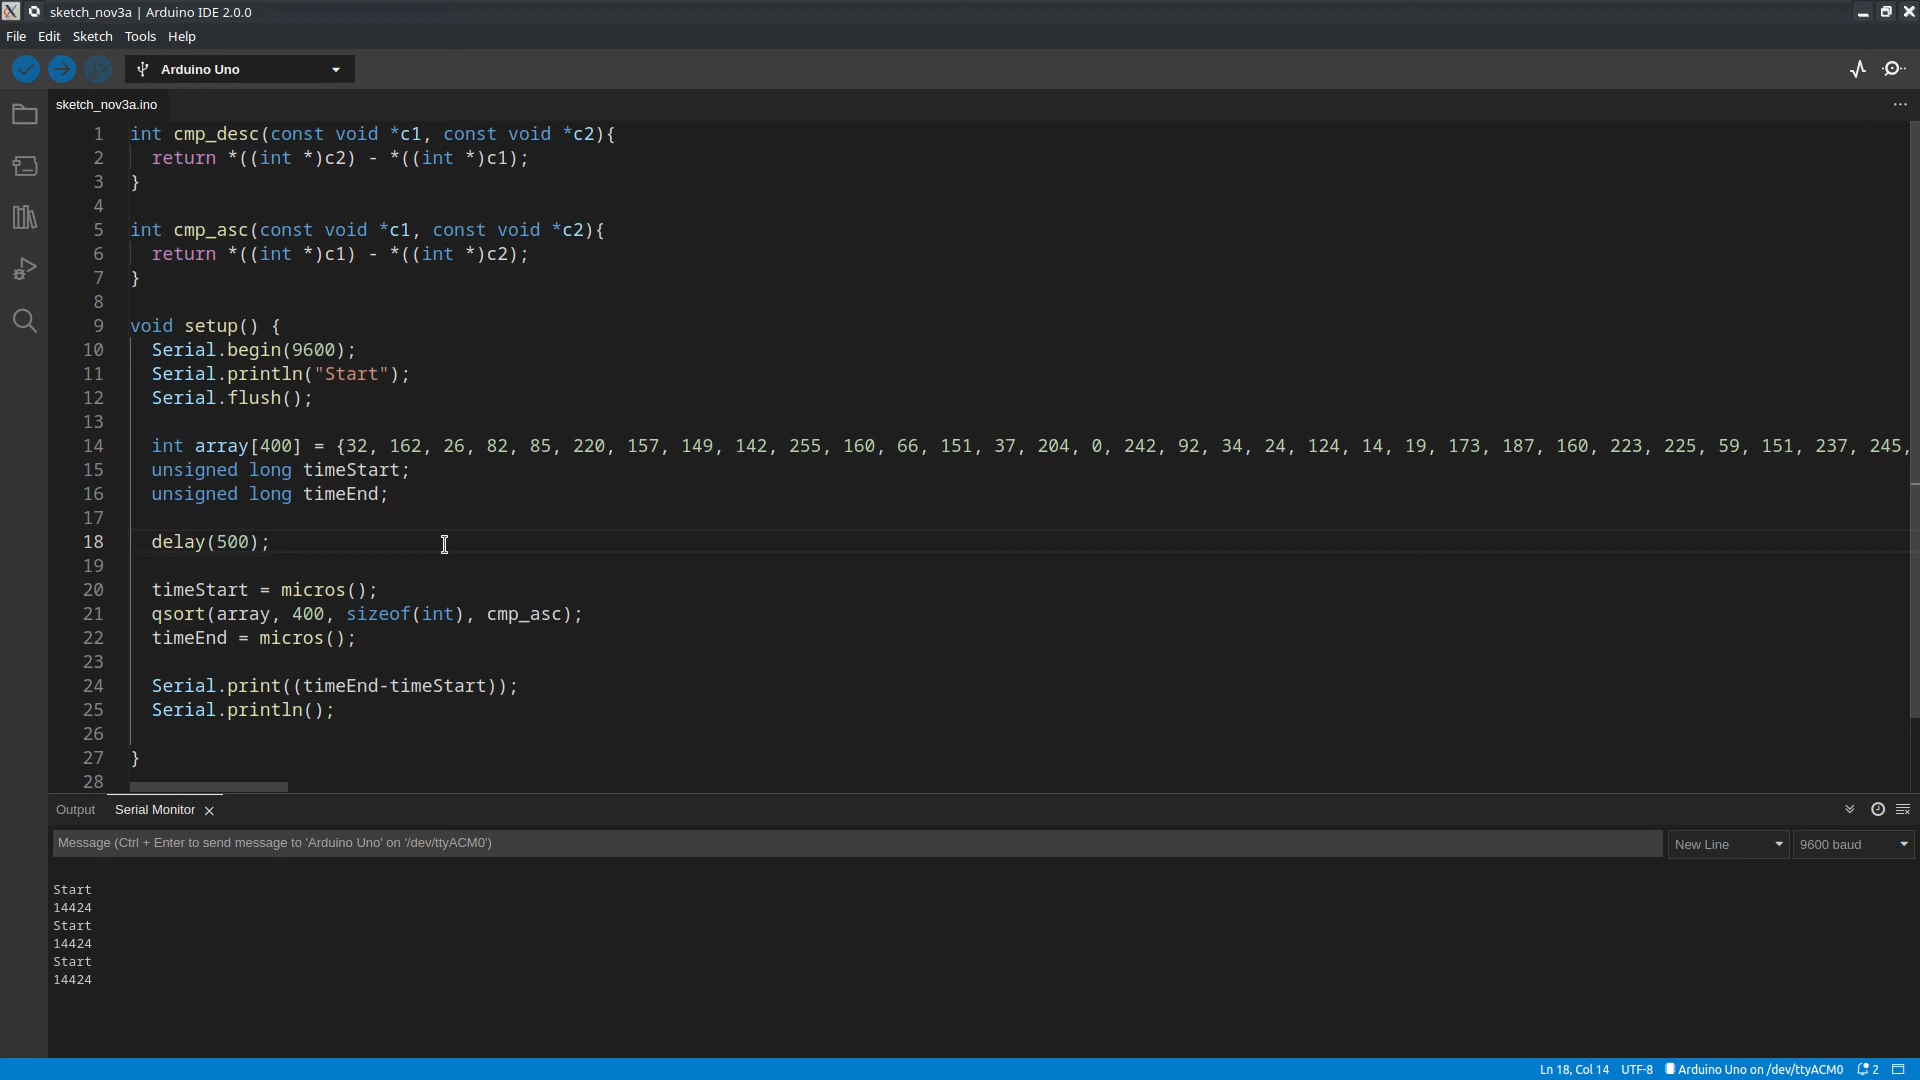 sketch_nov3a | Arduino IDE 2.0.0
File Edit Sketch Tools Help
Arduino Uno
sketch_nov3a.ino
1 int cmp_desc(const void *c1, const void *c2){
2   return *((int *)c2) - *((int *)c1);
3 }
4
5 int cmp_asc(const void *c1, const void *c2){
6   return *((int *)c1) - *((int *)c2);
7 }
8
9 void setup() {
10   Serial.begin(9600);
11   Serial.println("Start");
12   Serial.flush();
13
14   int array[400] = {32, 162, 26, 82, 85, 220, 157, 149, 142, 255, 160, 66, 151, 37, 204, 0, 242, 92, 34, 24, 124, 14, 19, 173, 187, 160, 223, 225, 59, 151, 237, 245,
15   unsigned long timeStart;
16   unsigned long timeEnd;
17
18   delay(500);
19
20   timeStart = micros();
21   qsort(array, 400, sizeof(int), cmp_asc);
22   timeEnd = micros();
23
24   Serial.print((timeEnd-timeStart));
25   Serial.println();
26
27 }
28
Output Serial Monitor
Message (Ctrl + Enter to send message to 'Arduino Uno' on '/dev/ttyACM0')
New Line
9600 baud
Start
14424
Start
14424
Start
14424
Ln 18, Col 14 UTF-8 Arduino Uno on /dev/ttyACM0 2